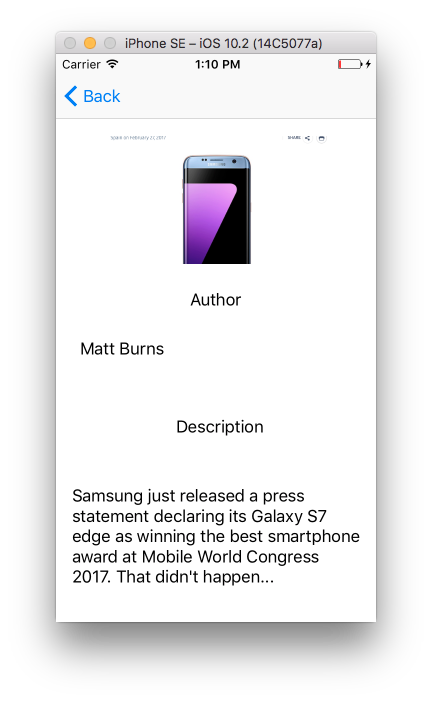 iPhone SE – iOS 10.2 (14C5077a)
Carrier 1:10 PM
Back
Spain on February 27, 2017 SHARE
SAMSUNG
Author
Matt Burns
Description
Samsung just released a press
statement declaring its Galaxy S7
edge as winning the best smartphone
award at Mobile World Congress
2017. That didn't happen...